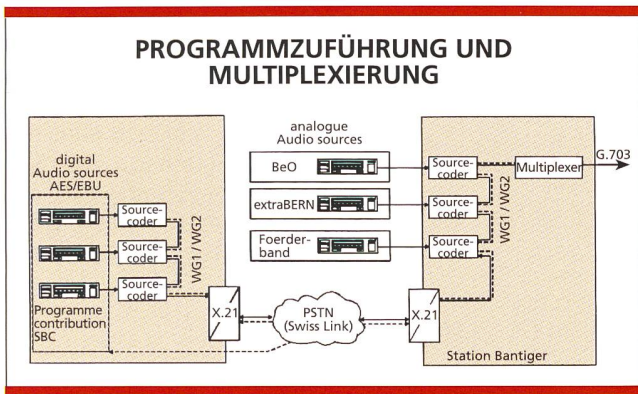 PROGRAMMZUFÜHRUNG UND
MULTIPLEXIERUNG
digital
Audio sources
AES/EBU
Source-
coder
Source-
coder
Source-
coder
WG1 / WG2
Programme
contribution
SBC
X.21
analogue
Audio sources
BeO
extraBERN
Foerder-
band
PSTN
(Swiss Link)
X.21
Source-
coder
Source-
coder
Source-
coder
WG1 / WG2
Multiplexer
G.703
Station Bantiger